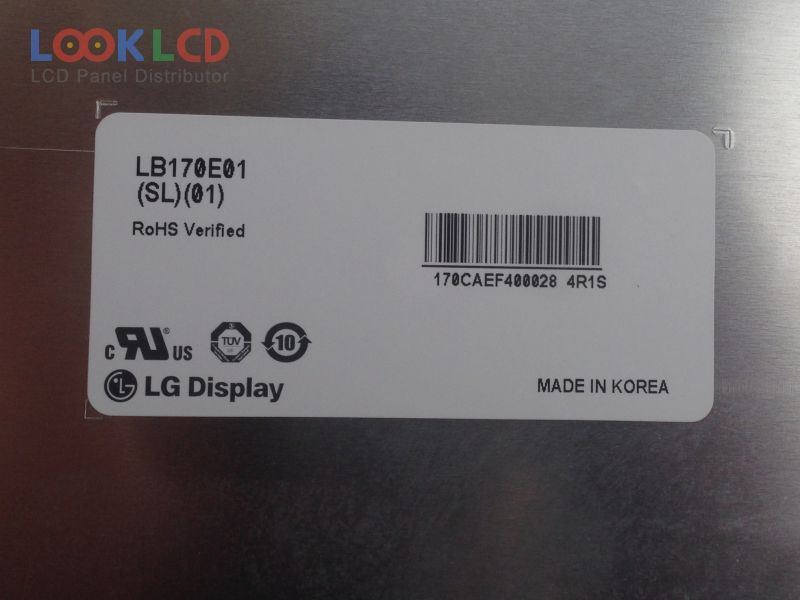 LOOKLCD
LCD Panel Distributor
LB170E01
(SL)(01)
RoHS Verified
170CAEF400028 4R1S
C RU US
TÜV
10
LG Display
MADE IN KOREA